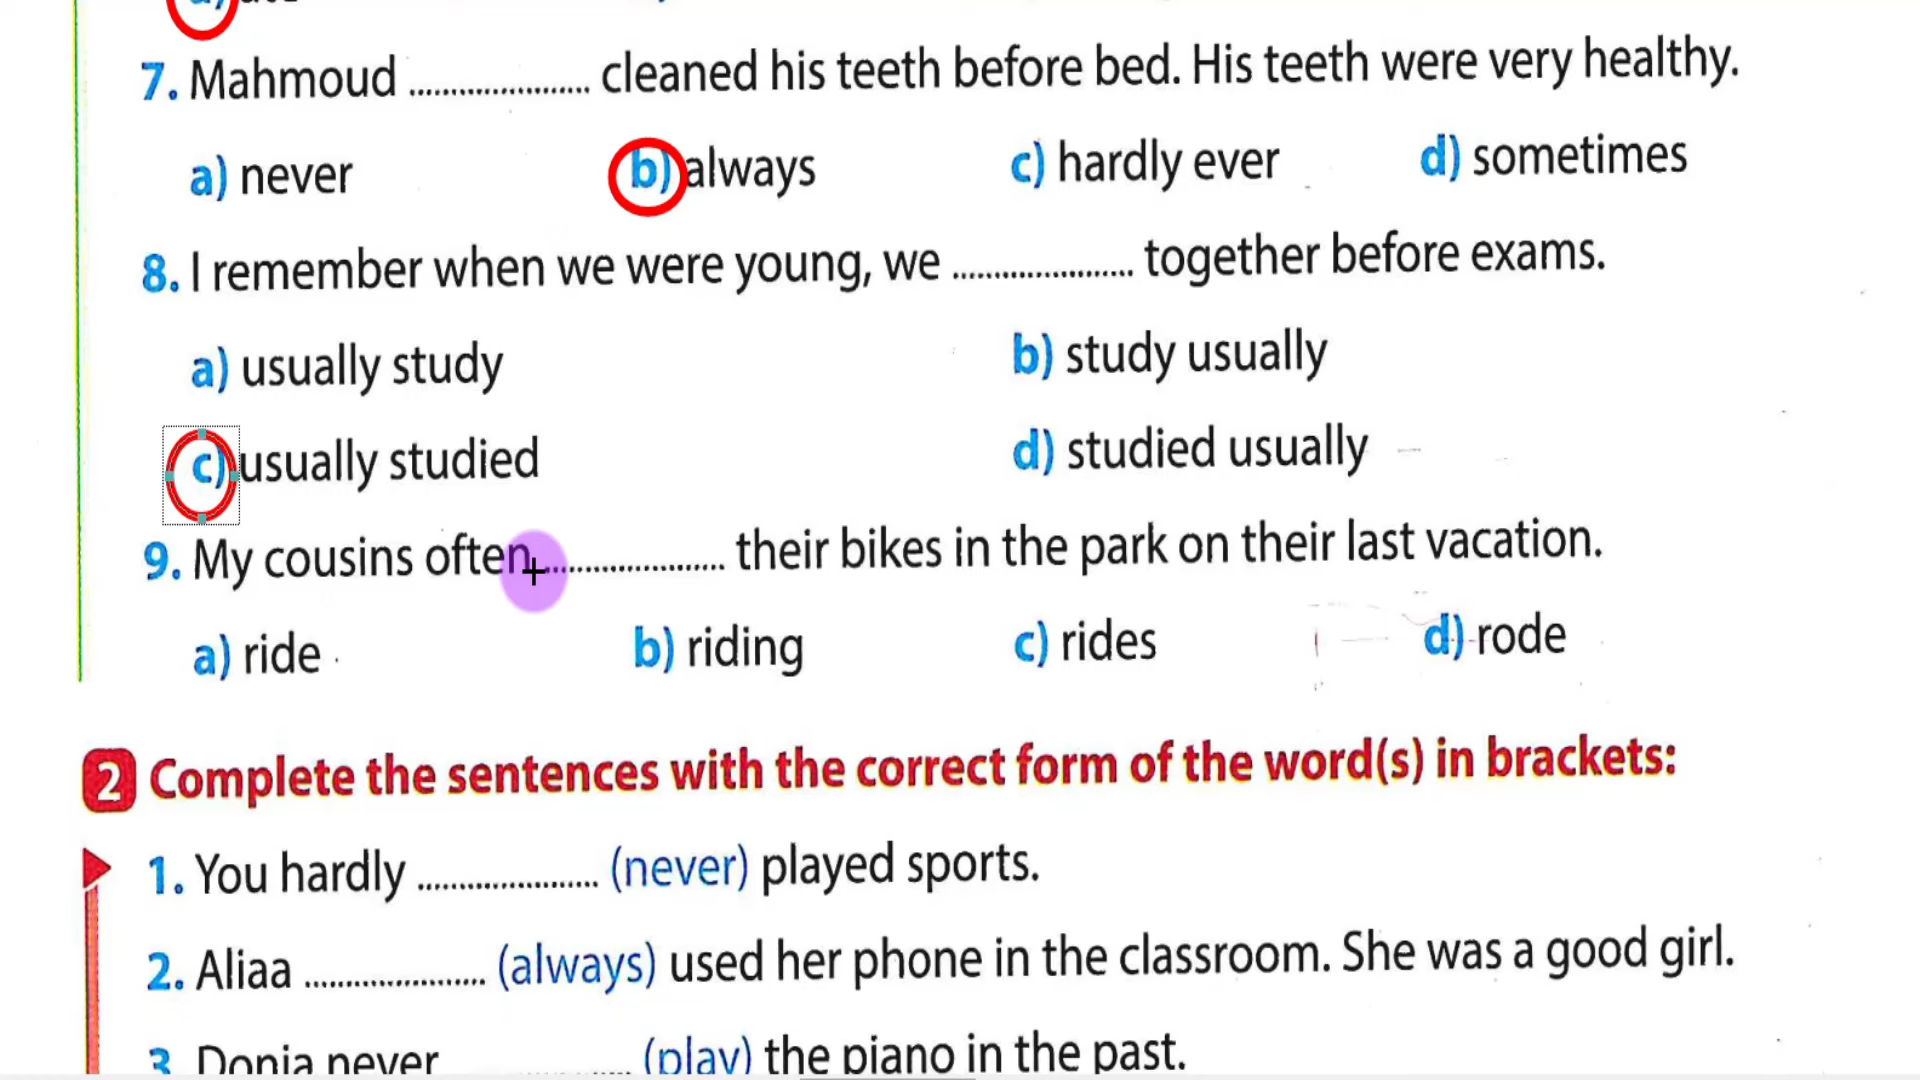 7. Mahmoud ...................... cleaned his teeth before bed. His teeth were very healthy.
a) never b) always c) hardly ever d) sometimes
8. I remember when we were young, we ...................... together before exams.
a) usually study b) study usually
c) usually studied d) studied usually
9. My cousins often ...................... their bikes in the park on their last vacation.
a) ride b) riding c) rides d) rode
2 Complete the sentences with the correct form of the word(s) in brackets:
1. You hardly ...................... (never) played sports.
2. Aliaa ...................... (always) used her phone in the classroom. She was a good girl.
3. Donia never ...................... (play) the piano in the past.